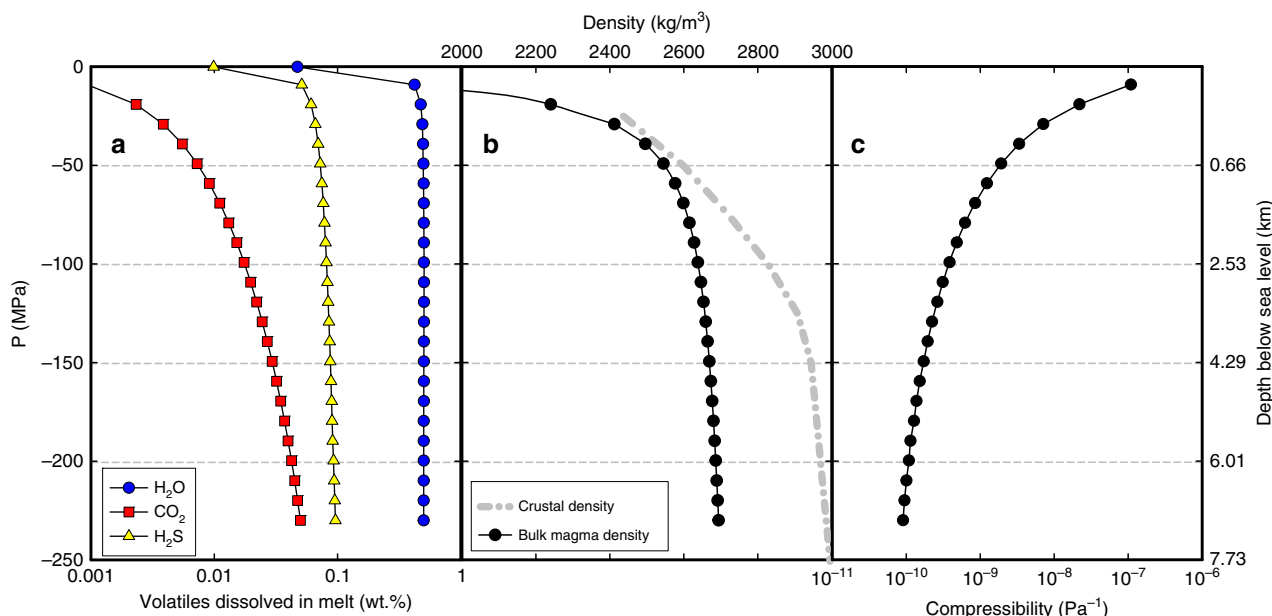 Density (kg/m³)
2000 2200 2400 2600 2800 3000
0
−50
−100
−150
−200
−250
P (MPa)
a
b
c
0.66
2.53
4.29
6.01
7.73
Depth below sea level (km)
H₂O
CO₂
H₂S
Crustal density
Bulk magma density
0.001 0.01 0.1 1
10⁻¹¹ 10⁻¹⁰ 10⁻⁹ 10⁻⁸ 10⁻⁷ 10⁻⁶
Volatiles dissolved in melt (wt.%)
Compressibility (Pa⁻¹)